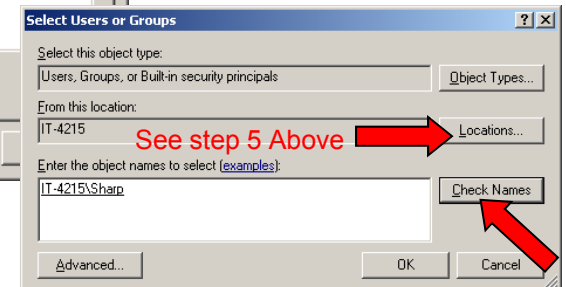 Select Users or Groups
Select this object type:
Users, Groups, or Built-in security principals
Object Types...
From this location:
IT-4215
See step 5 Above
Locations...
Enter the object names to select (examples):
IT-4215\Sharp
Check Names
Advanced...
OK
Cancel